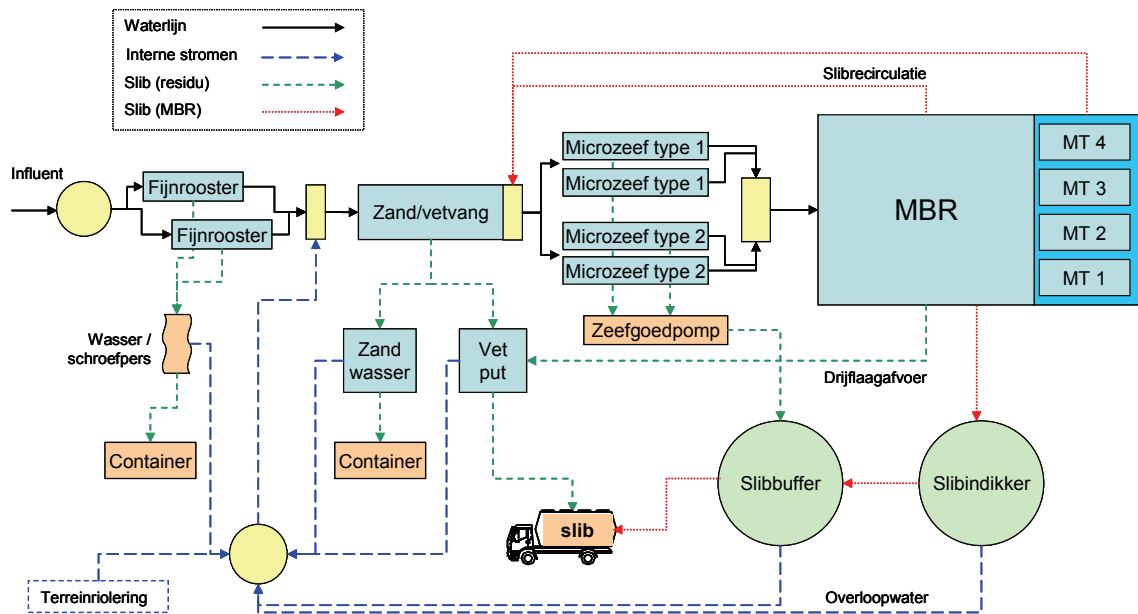 Waterlijn
Interne stromen
Slib (residu)
Slib (MBR)
Slibrecirculatie
Influent
Fijnrooster
Fijnrooster
Zand/vetvang
Microzeef type 1
Microzeef type 1
Microzeef type 2
Microzeef type 2
MBR
MT 4
MT 3
MT 2
MT 1
Wasser /
schroefpers
Zand
wasser
Vet
put
Zeefgoedpomp
Drijflaagafvoer
Container
Container
Slibbuffer
Slibindikker
slib
Terreinriolering
Overloopwater